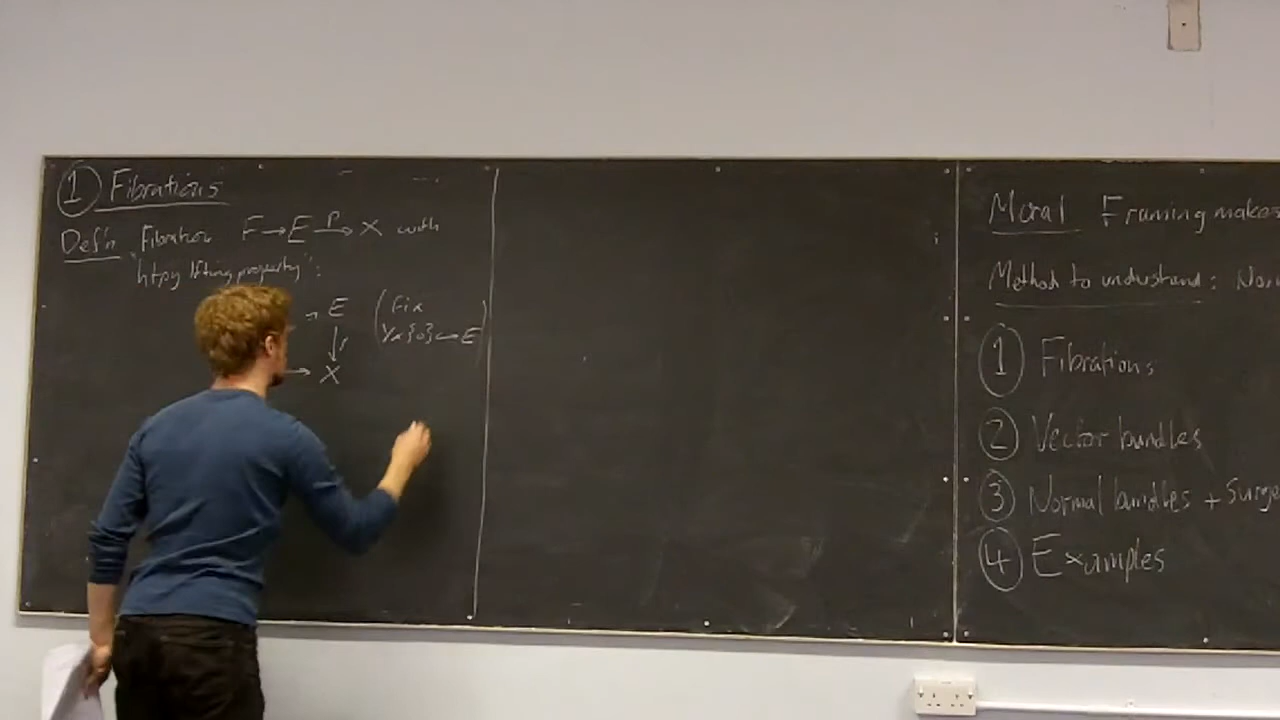 ① Fibrations
Def'n Fibration F → E →p X with
"htpy lifting property":
E
p
→ X
(Fix
Y×{0} → E)
Moral Framing makes
Method to understand:
① Fibrations
② Vector bundles
③ Normal bundles + Surge
④ Examples